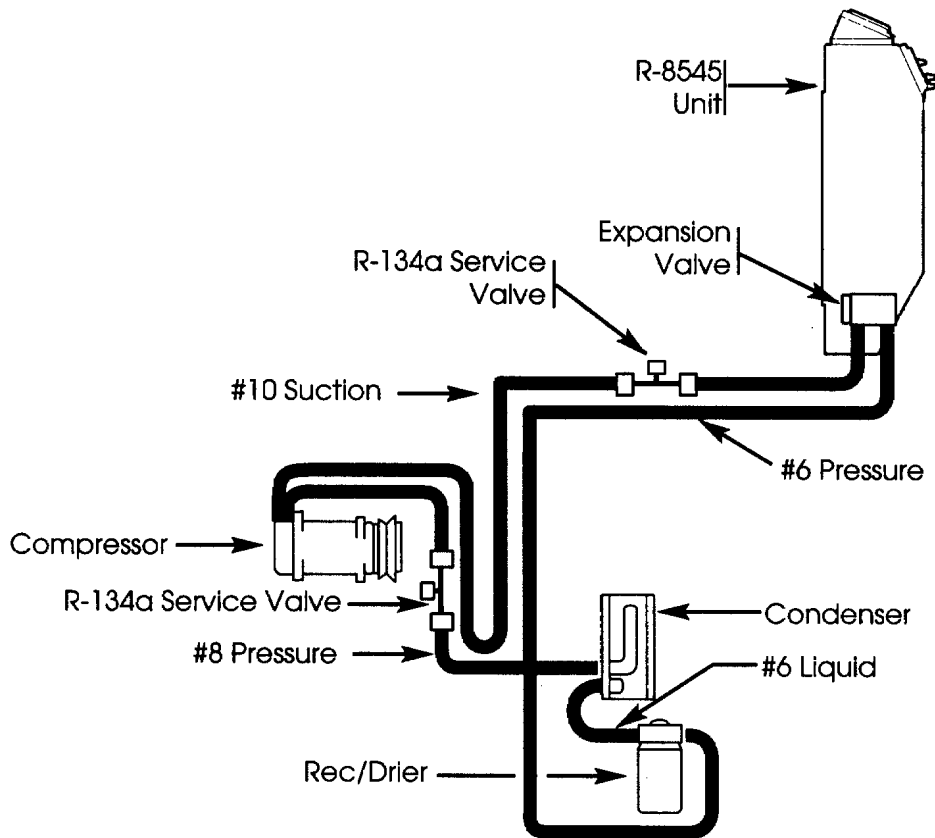 R-8545
Unit
Expansion
Valve
R-134a Service
Valve
#10 Suction
#6 Pressure
Compressor
R-134a Service Valve
Condenser
#8 Pressure
#6 Liquid
Rec/Drier